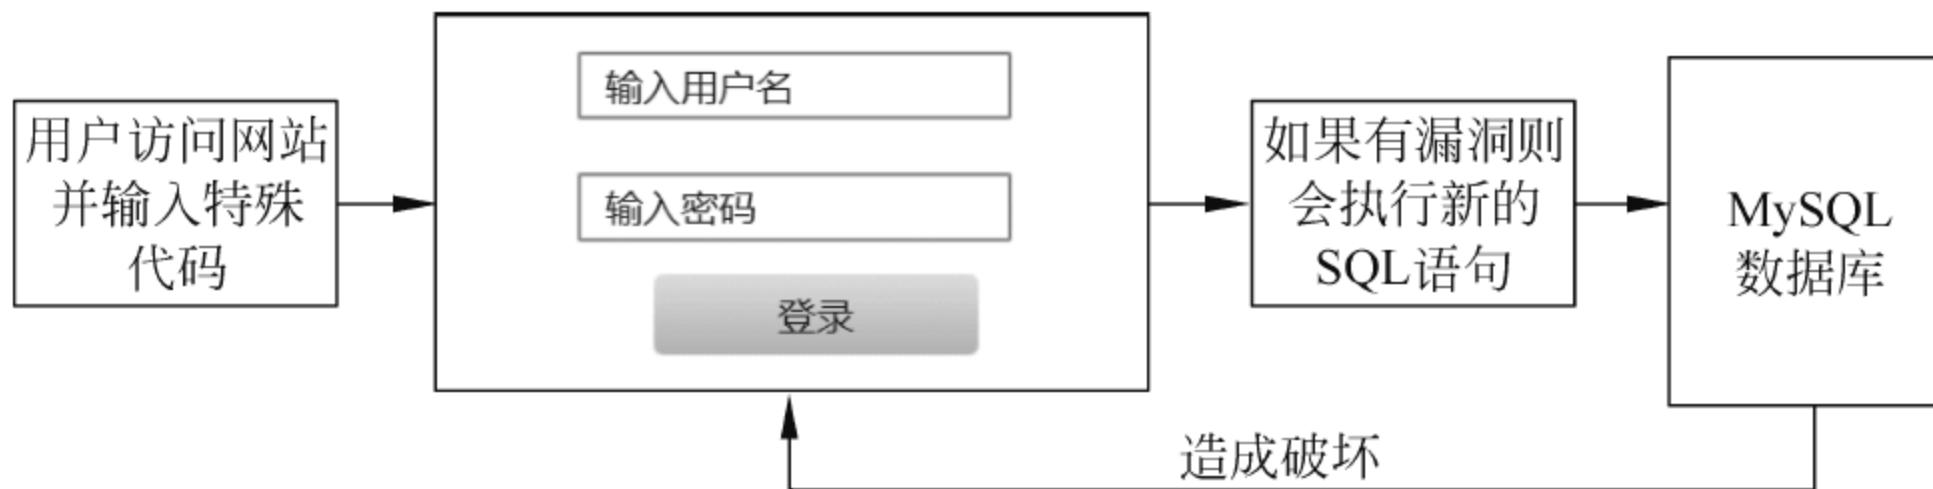 用户访问网站
并输入特殊
代码
输入用户名
输入密码
登录
如果有漏洞则
会执行新的
SQL语句
MySQL
数据库
造成破坏